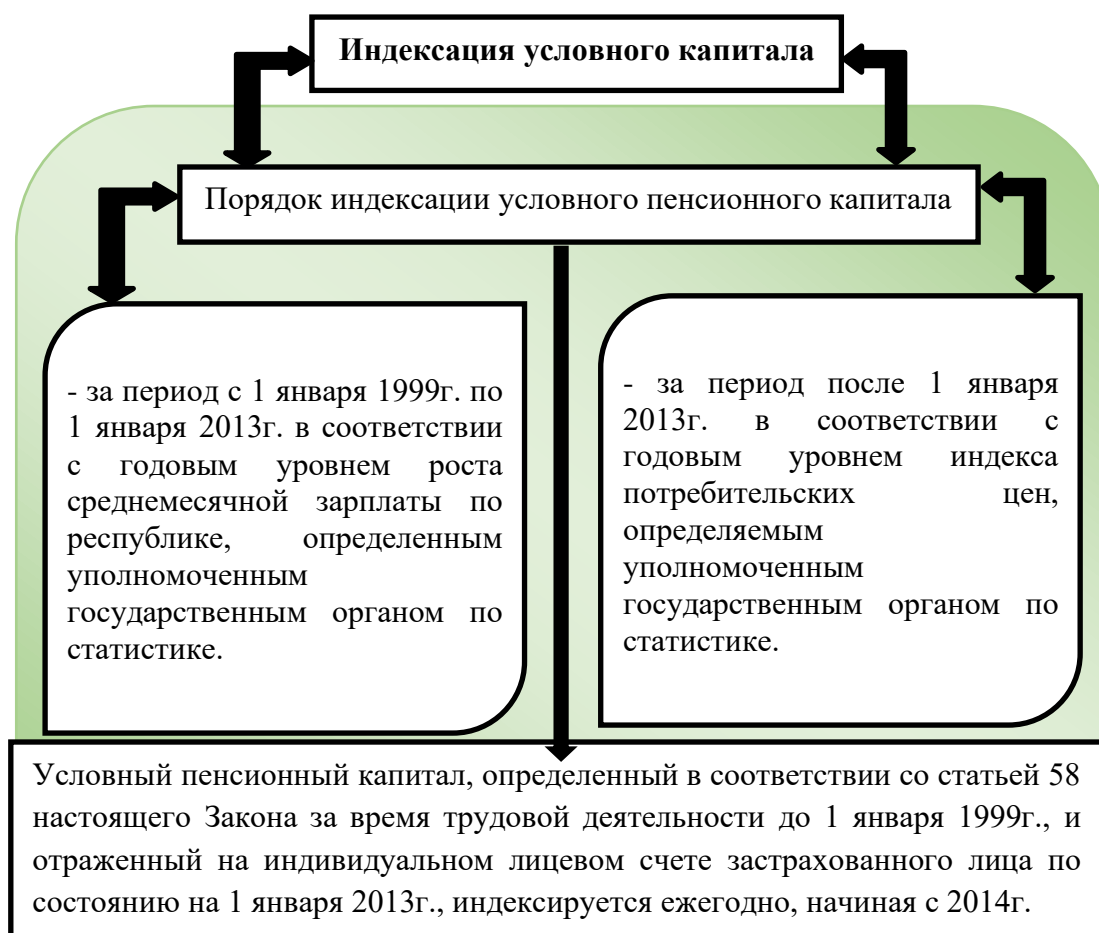 Индексация условного капитала
Порядок индексации условного пенсионного капитала
- за период с 1 января 1999г. по
1 января 2013г. в соответствии
с годовым уровнем роста
среднемесячной зарплаты по
республике, определенным
уполномоченным
государственным органом по
статистике.
- за период после 1 января
2013г. в соответствии с
годовым уровнем индекса
потребительских цен,
определяемым
уполномоченным
государственным органом по
статистике.
Условный пенсионный капитал, определенный в соответствии со статьей 58
настоящего Закона за время трудовой деятельности до 1 января 1999г., и
отраженный на индивидуальном лицевом счете застрахованного лица по
состоянию на 1 января 2013г., индексируется ежегодно, начиная с 2014г.